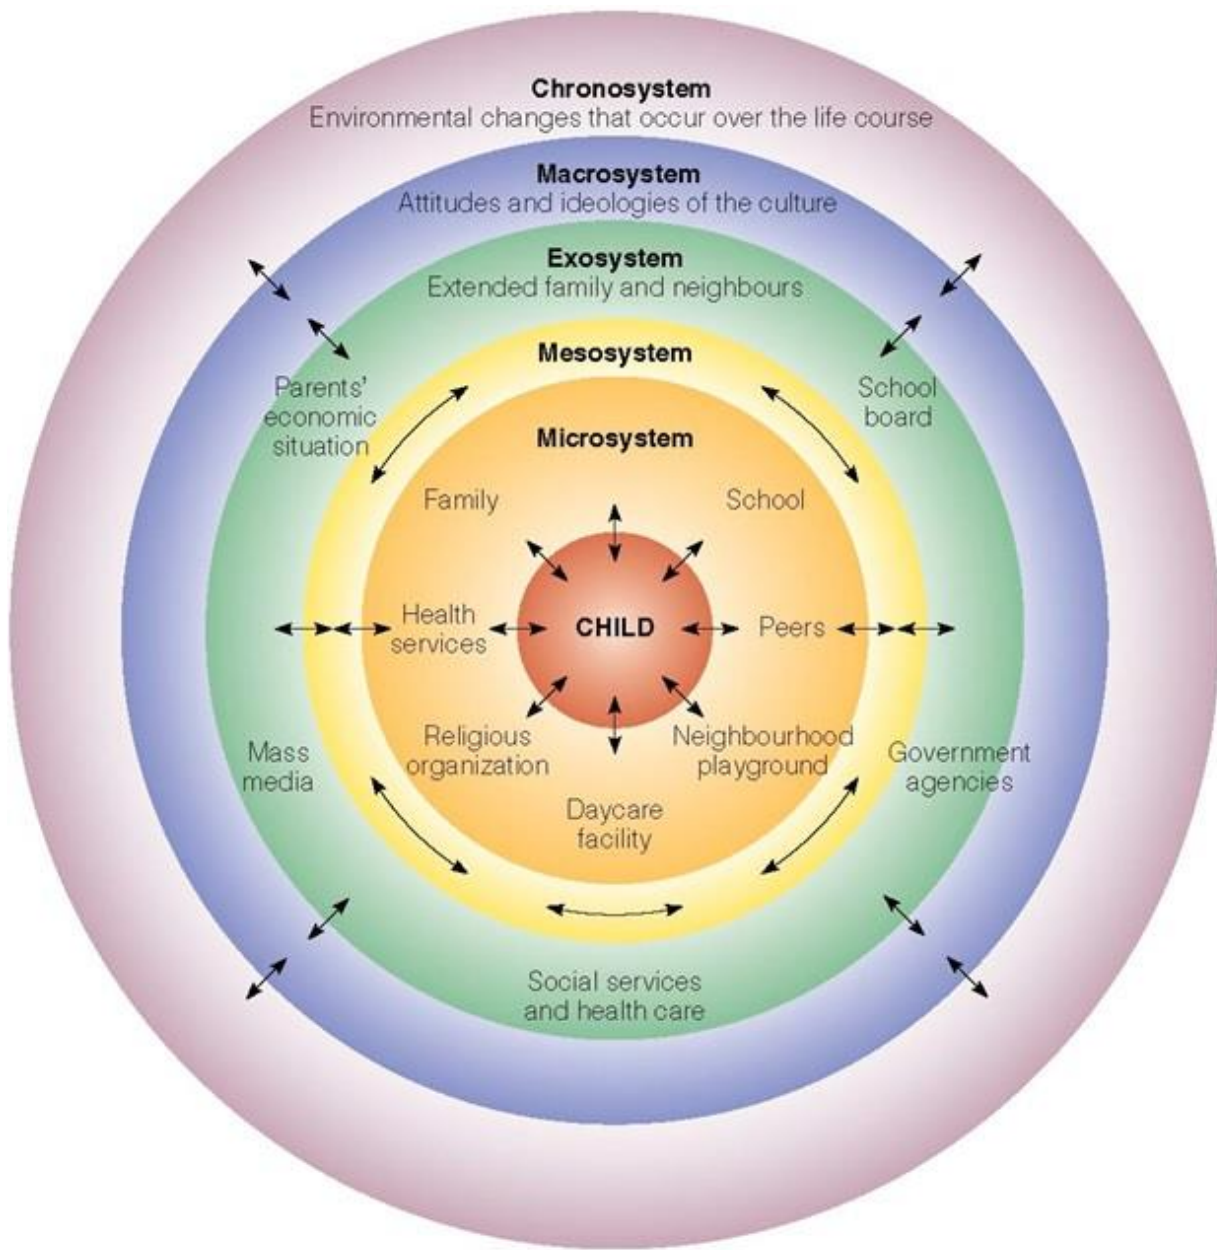 Chronosystem
Environmental changes that occur over the life course
Macrosystem
Attitudes and ideologies of the culture
Exosystem
Extended family and neighbours
Mesosystem
Parents'
economic
situation
School
board
Microsystem
Family
School
Health
services
CHILD
Peers
Religious
organization
Neighbourhood
playground
Mass
media
Government
agencies
Daycare
facility
Social services
and health care